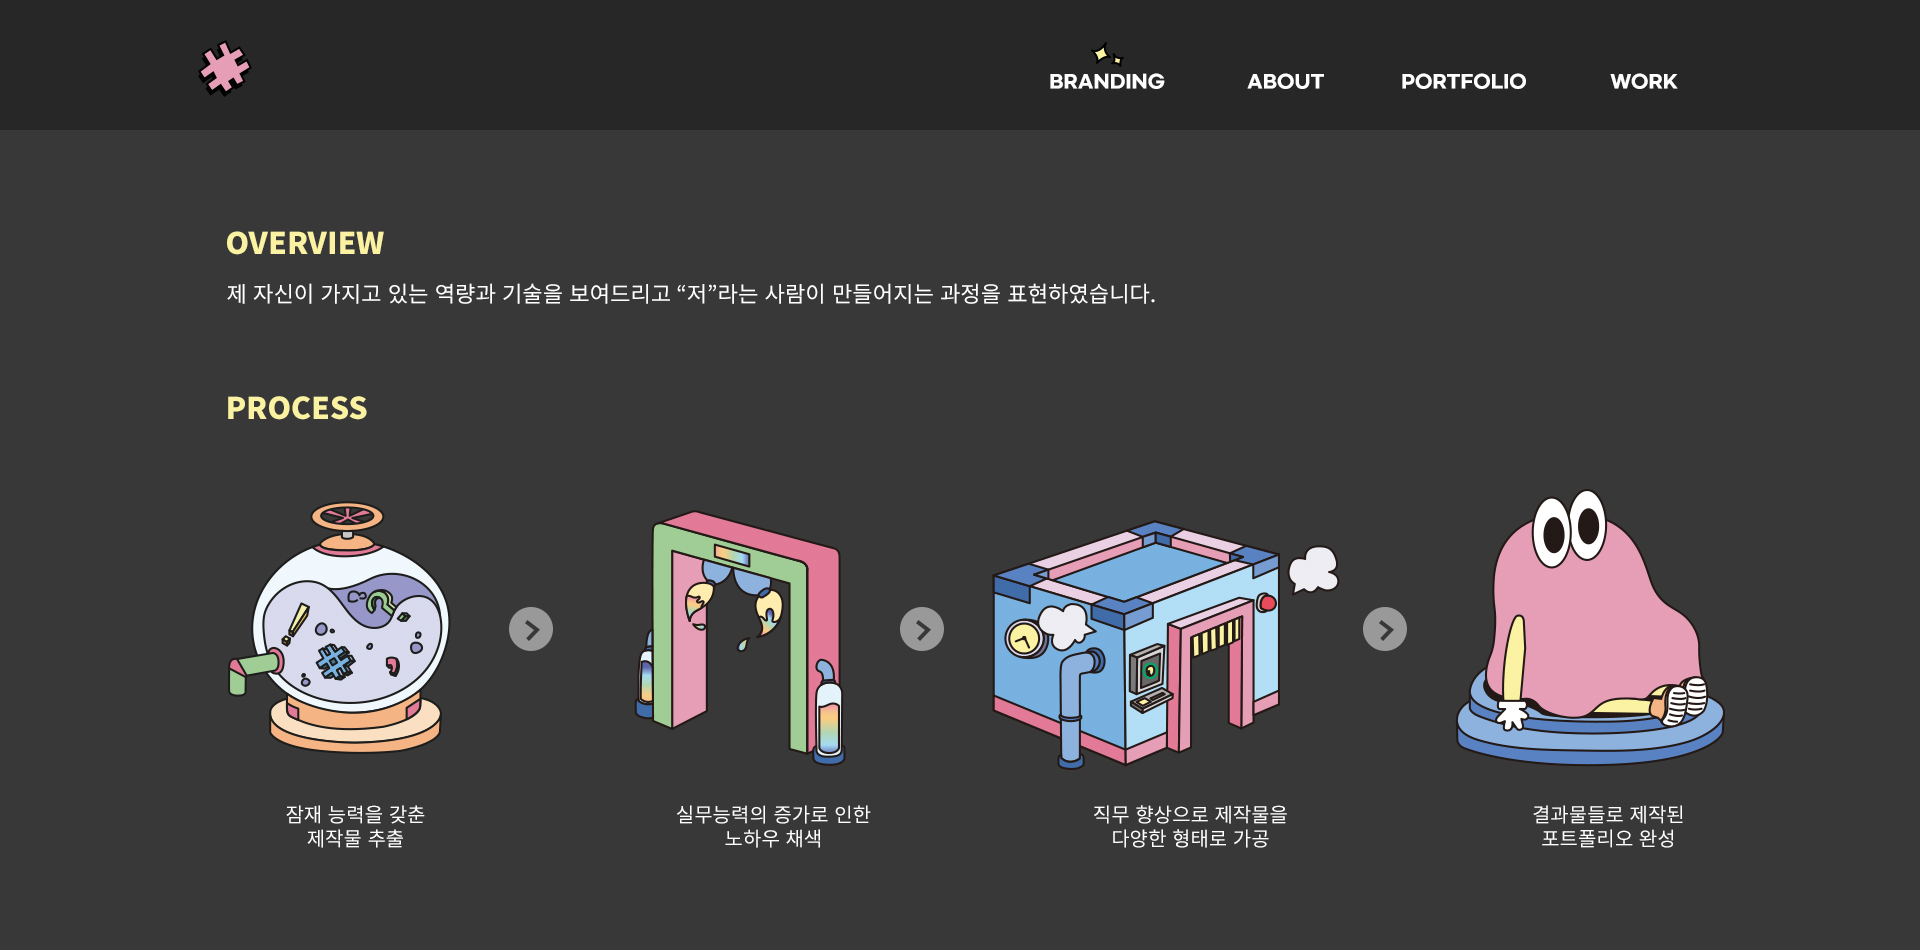 BRANDING ABOUT PORTFOLIO WORK
OVERVIEW
제 자신이 가지고 있는 역량과 기술을 보여드리고 “저”라는 사람이 만들어지는 과정을 표현하였습니다.
PROCESS
잠재 능력을 갖춘
제작물 추출
실무능력의 증가로 인한
노하우 채색
직무 향상으로 제작물을
다양한 형태로 가공
결과물들로 제작된
포트폴리오 완성